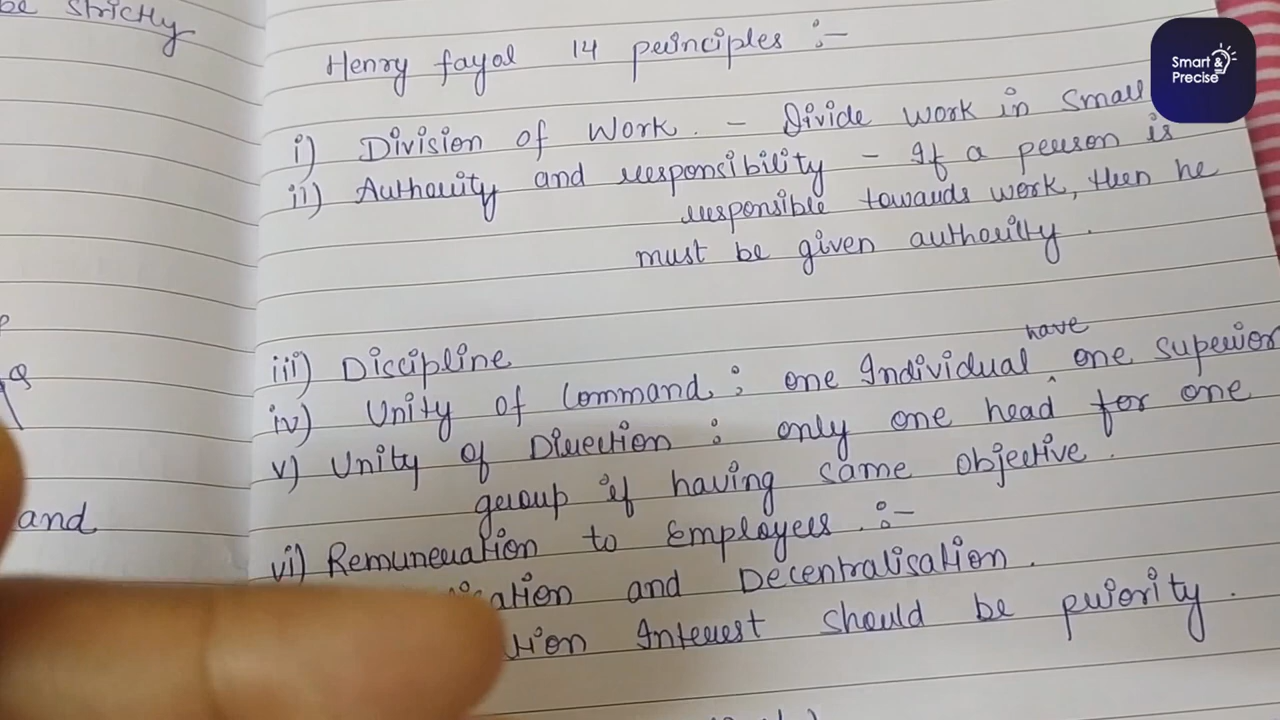 be strictly
Smart &
Precise
Henry fayol 14 principles :-
i) Division of Work. - Divide work in small
ii) Authority and responsibility - If a person is
responsible towards work, then he
must be given authority.
iii) Discipline
have
iv) Unity of Command : one Individual ^ one superior
v) Unity of Direction : only one head for one
group if having same objective.
vi) Remuneration to Employees. :-
and
ation and Decentralisation.
tion Interest should be priority.